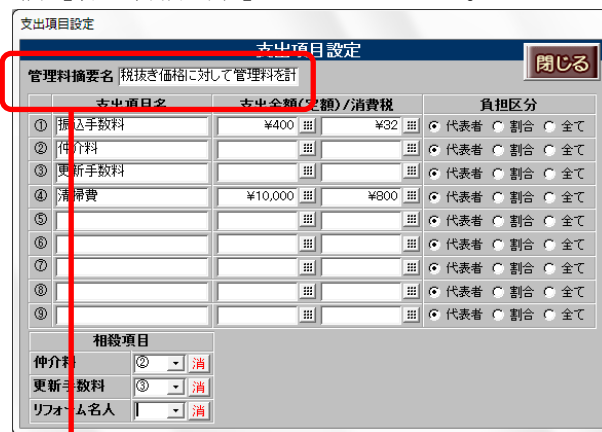 支出項目設定
支出項目設定
閉じる
管理料摘要名 税抜き価格に対して管理料を計
支出項目名 支出金額(定額)/消費税 負担区分
① 振込手数料 ¥400 ¥32 代表者 割合 全て
② 仲介料 代表者 割合 全て
③ 更新手数料 代表者 割合 全て
④ 清掃費 ¥10,000 ¥800 代表者 割合 全て
⑤ 代表者 割合 全て
⑥ 代表者 割合 全て
⑦ 代表者 割合 全て
⑧ 代表者 割合 全て
⑨ 代表者 割合 全て
相殺項目
仲介料 ② 消
更新手数料 ③ 消
リフォーム名人 消